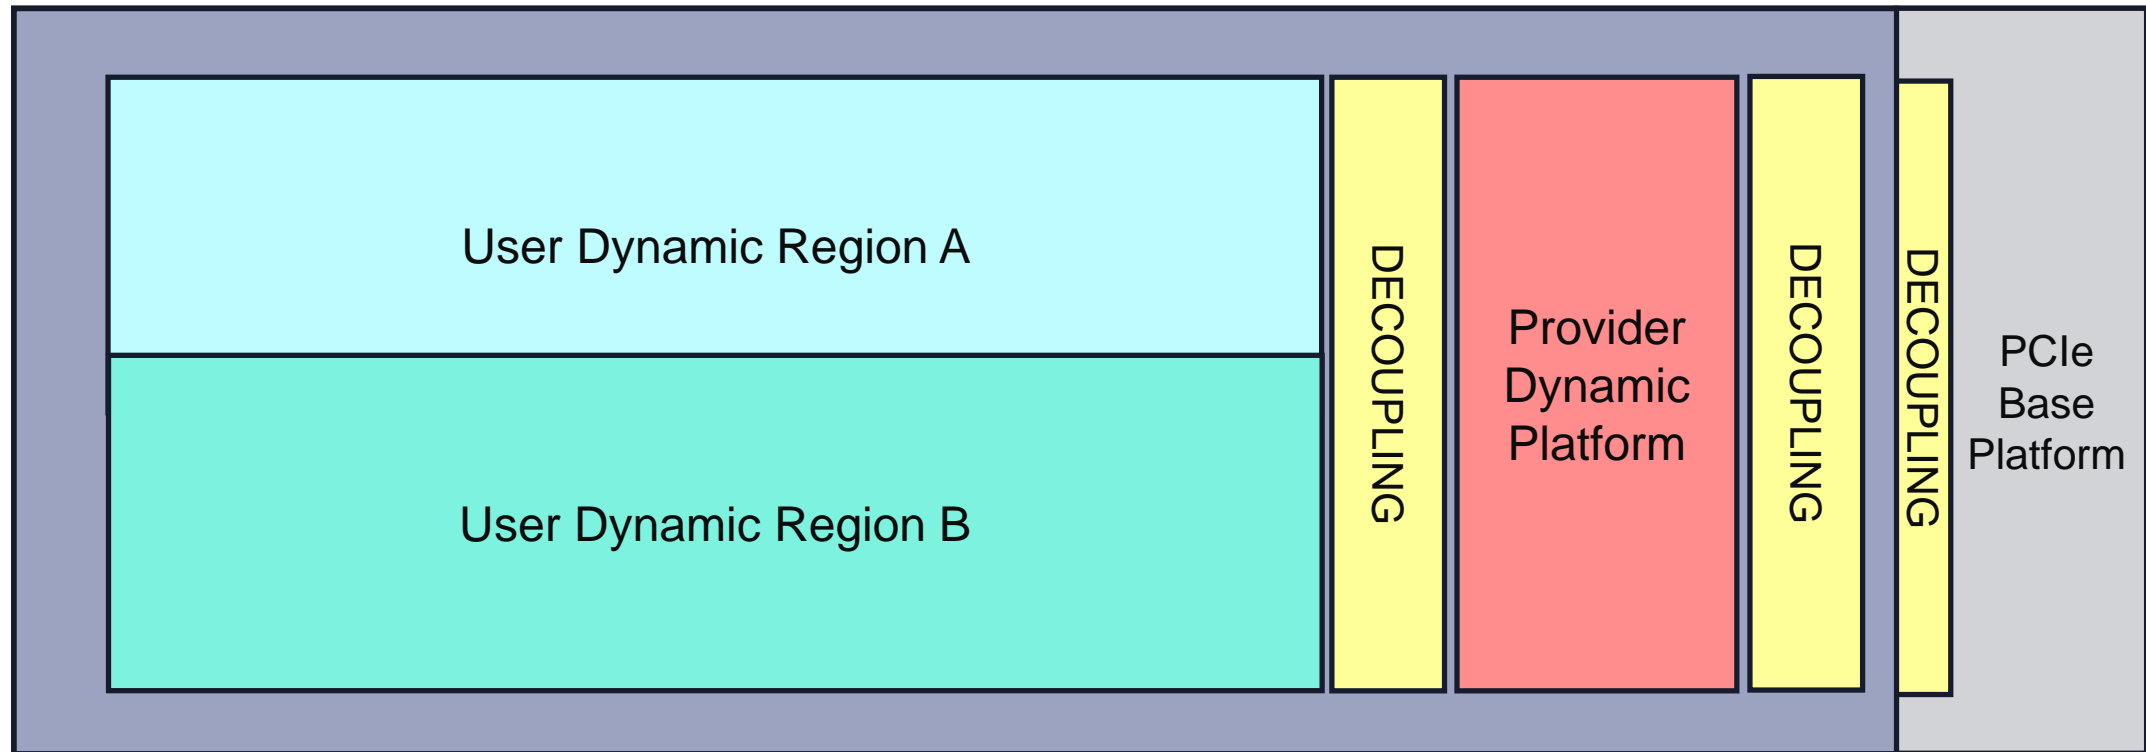 User Dynamic Region A
User Dynamic Region B
DECOUPLING
Provider
Dynamic
Platform
DECOUPLING
DECOUPLING
PCIe
Base
Platform